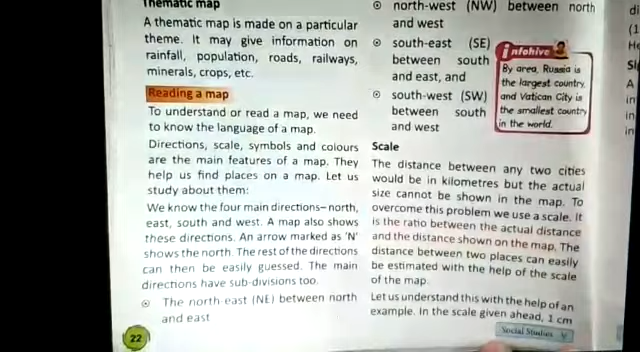 Thematic map
A thematic map is made on a particular
theme. It may give information on
rainfall, population, roads, railways,
minerals, crops, etc.
Reading a map
To understand or read a map, we need
to know the language of a map.
Directions, scale, symbols and colours
are the main features of a map. They
help us find places on a map. Let us
study about them:
We know the four main directions–north,
east, south and west. A map also shows
these directions. An arrow marked as 'N'
shows the north. The rest of the directions
can then be easily guessed. The main
directions have sub-divisions too.
⊙ The north east (NE) between north
and east
22
⊙ north-west (NW) between north
and west
⊙ south-east (SE)
between south
and east, and
⊙ south-west (SW)
between south
and west
infohive
By area, Russia is
the largest country
and Vatican City is
the smallest country
in the world.
Scale
The distance between any two cities
would be in kilometres but the actual
size cannot be shown in the map. To
overcome this problem we use a scale. It
is the ratio between the actual distance
and the distance shown on the map. The
distance between two places can easily
be estimated with the help of the scale
of the map.
Let us understand this with the help of an
example. In the scale given ahead, 1 cm
Social Studies
di
(1
A
in
in
in